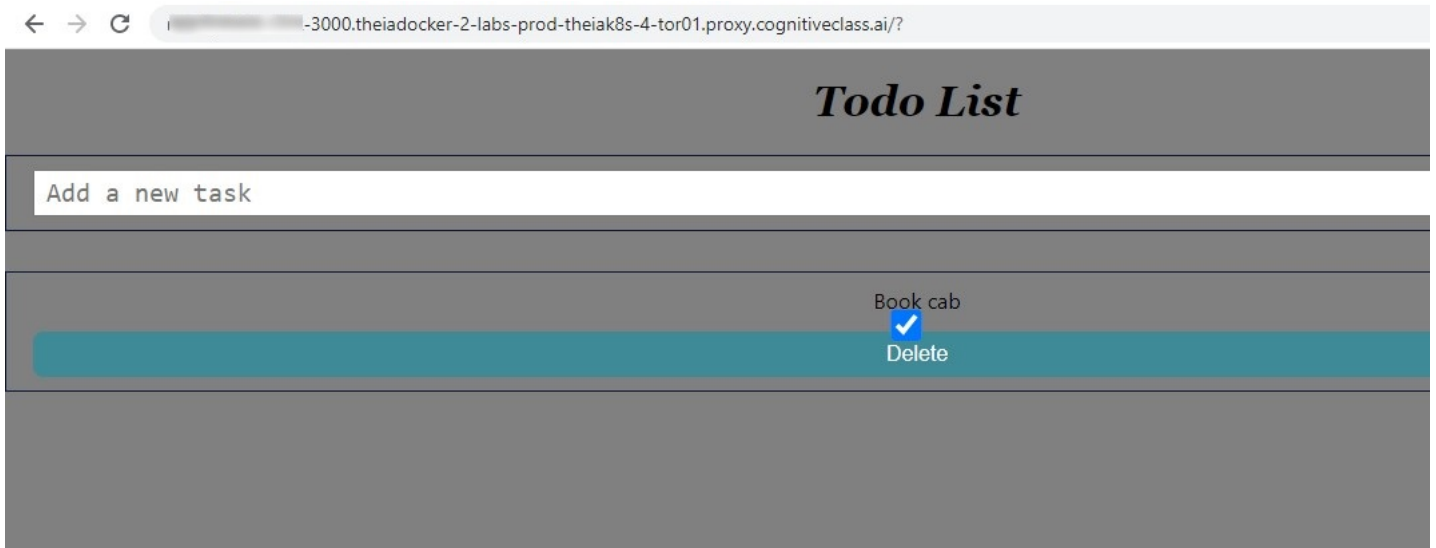 -3000.theiadocker-2-labs-prod-theiak8s-4-tor01.proxy.cognitiveclass.ai/?
Todo List
Add a new task
Book cab
Delete